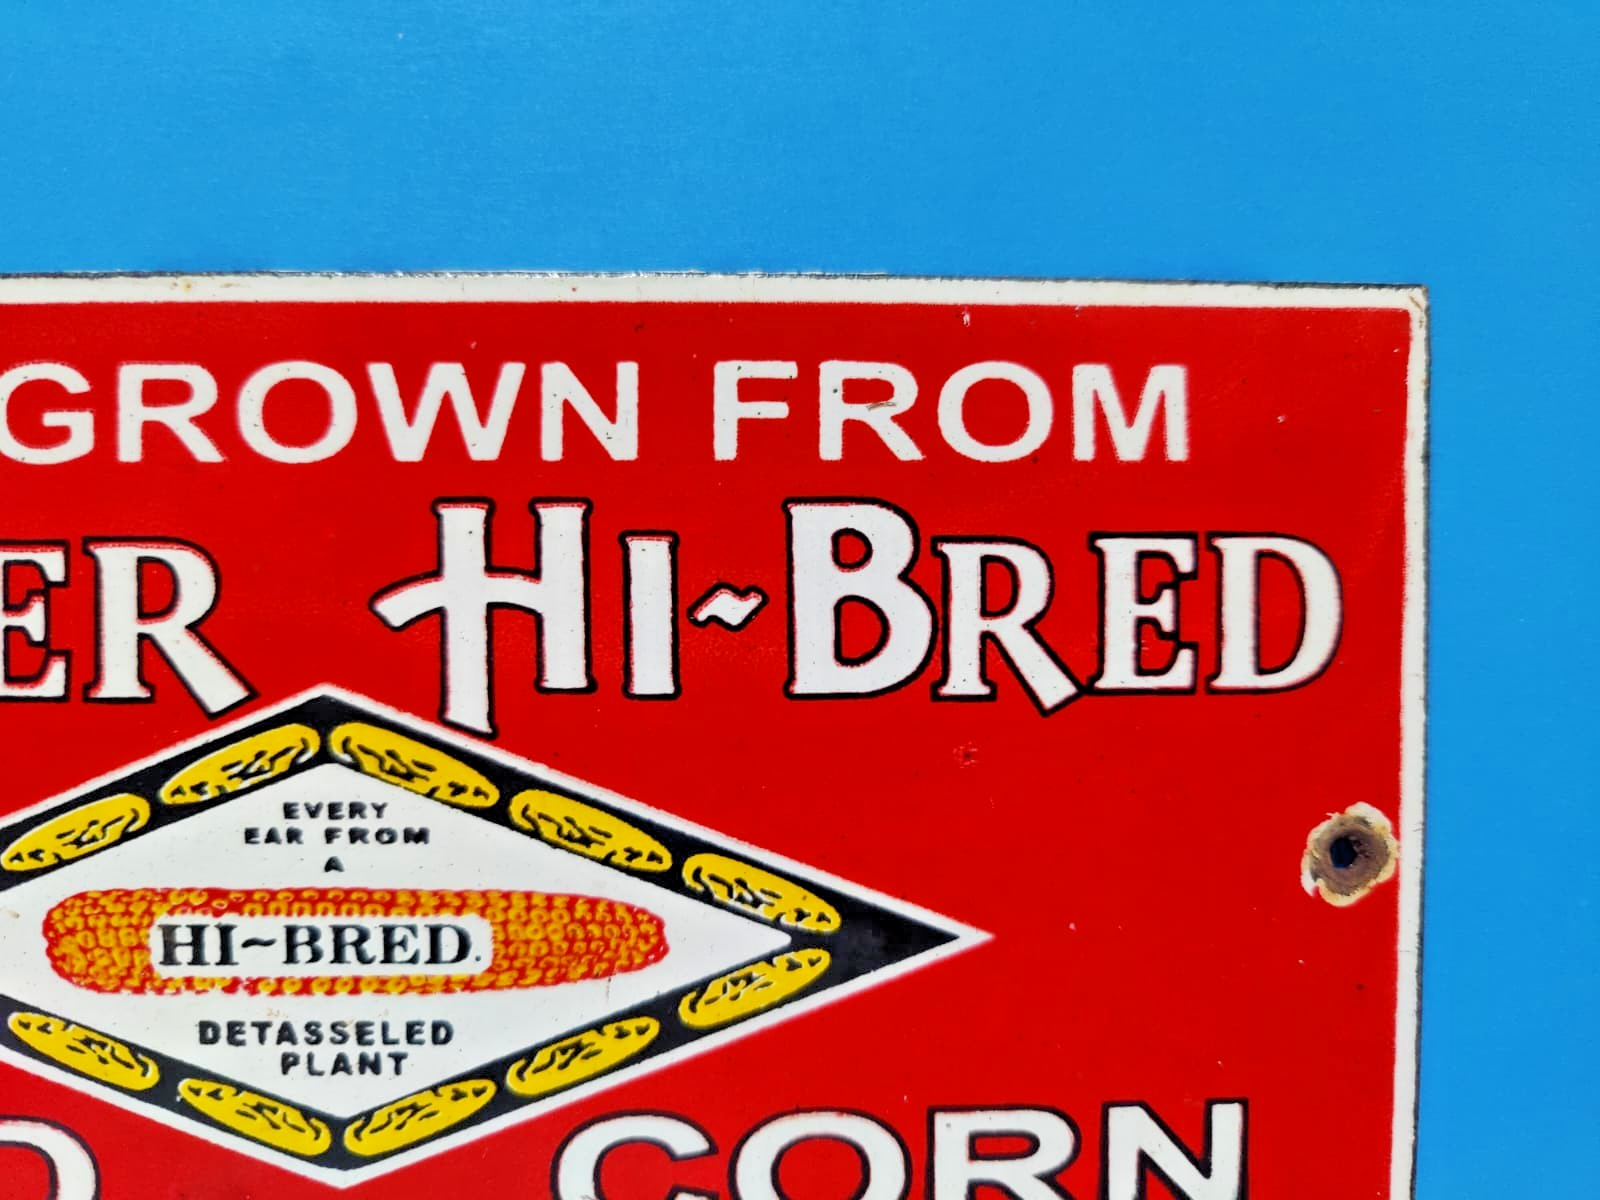 GROWN FROM
ER HI~BRED
EVERY
EAR FROM
A
HI~BRED.
DETASSELED
PLANT
D CORN